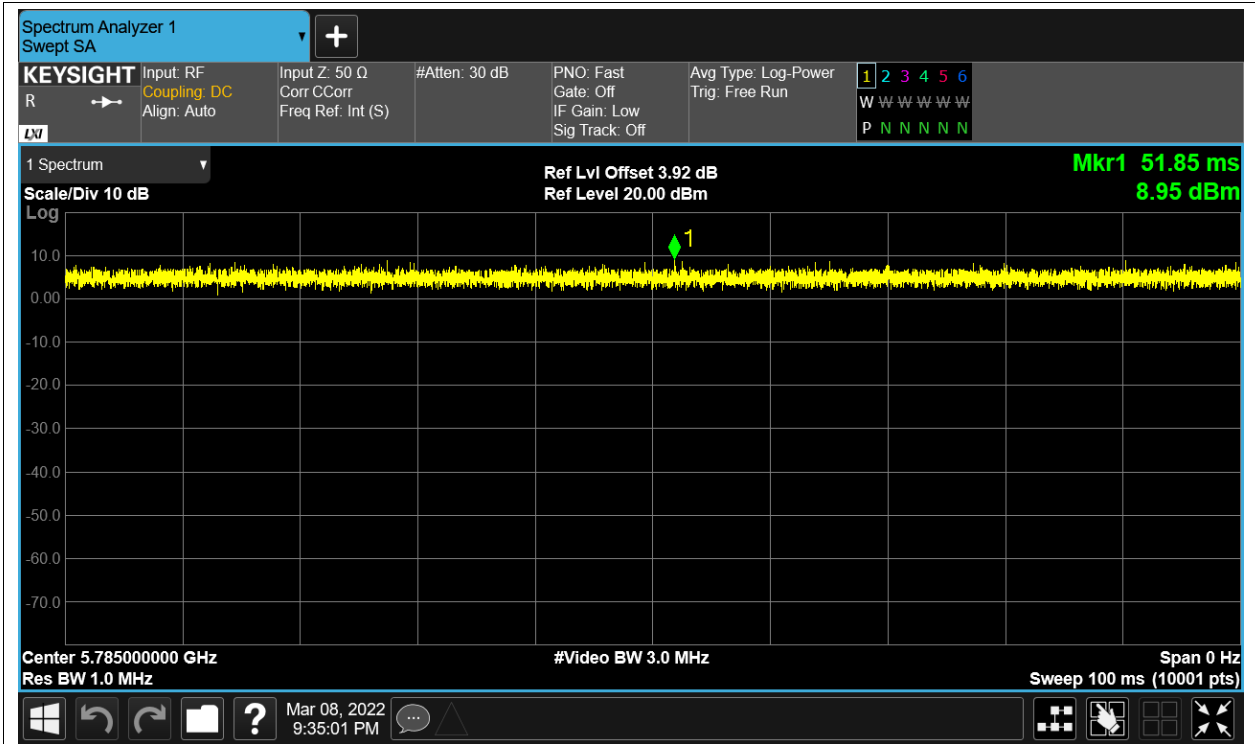 Spectrum Analyzer 1
Swept SA
KEYSIGHT
R
LXI
Input: RF
Coupling: DC
Align: Auto
Input Z: 50 Ω
Corr CCorr
Freq Ref: Int (S)
#Atten: 30 dB
PNO: Fast
Gate: Off
IF Gain: Low
Sig Track: Off
Avg Type: Log-Power
Trig: Free Run
1 2 3 4 5 6
W W W W W W
P N N N N N
1 Spectrum
Scale/Div 10 dB
Log
Ref Lvl Offset 3.92 dB
Ref Level 20.00 dBm
Mkr1 51.85 ms
8.95 dBm
1
10.0
0.00
-10.0
-20.0
-30.0
-40.0
-50.0
-60.0
-70.0
Center 5.785000000 GHz
Res BW 1.0 MHz
#Video BW 3.0 MHz
Span 0 Hz
Sweep 100 ms (10001 pts)
?
Mar 08, 2022
9:35:01 PM